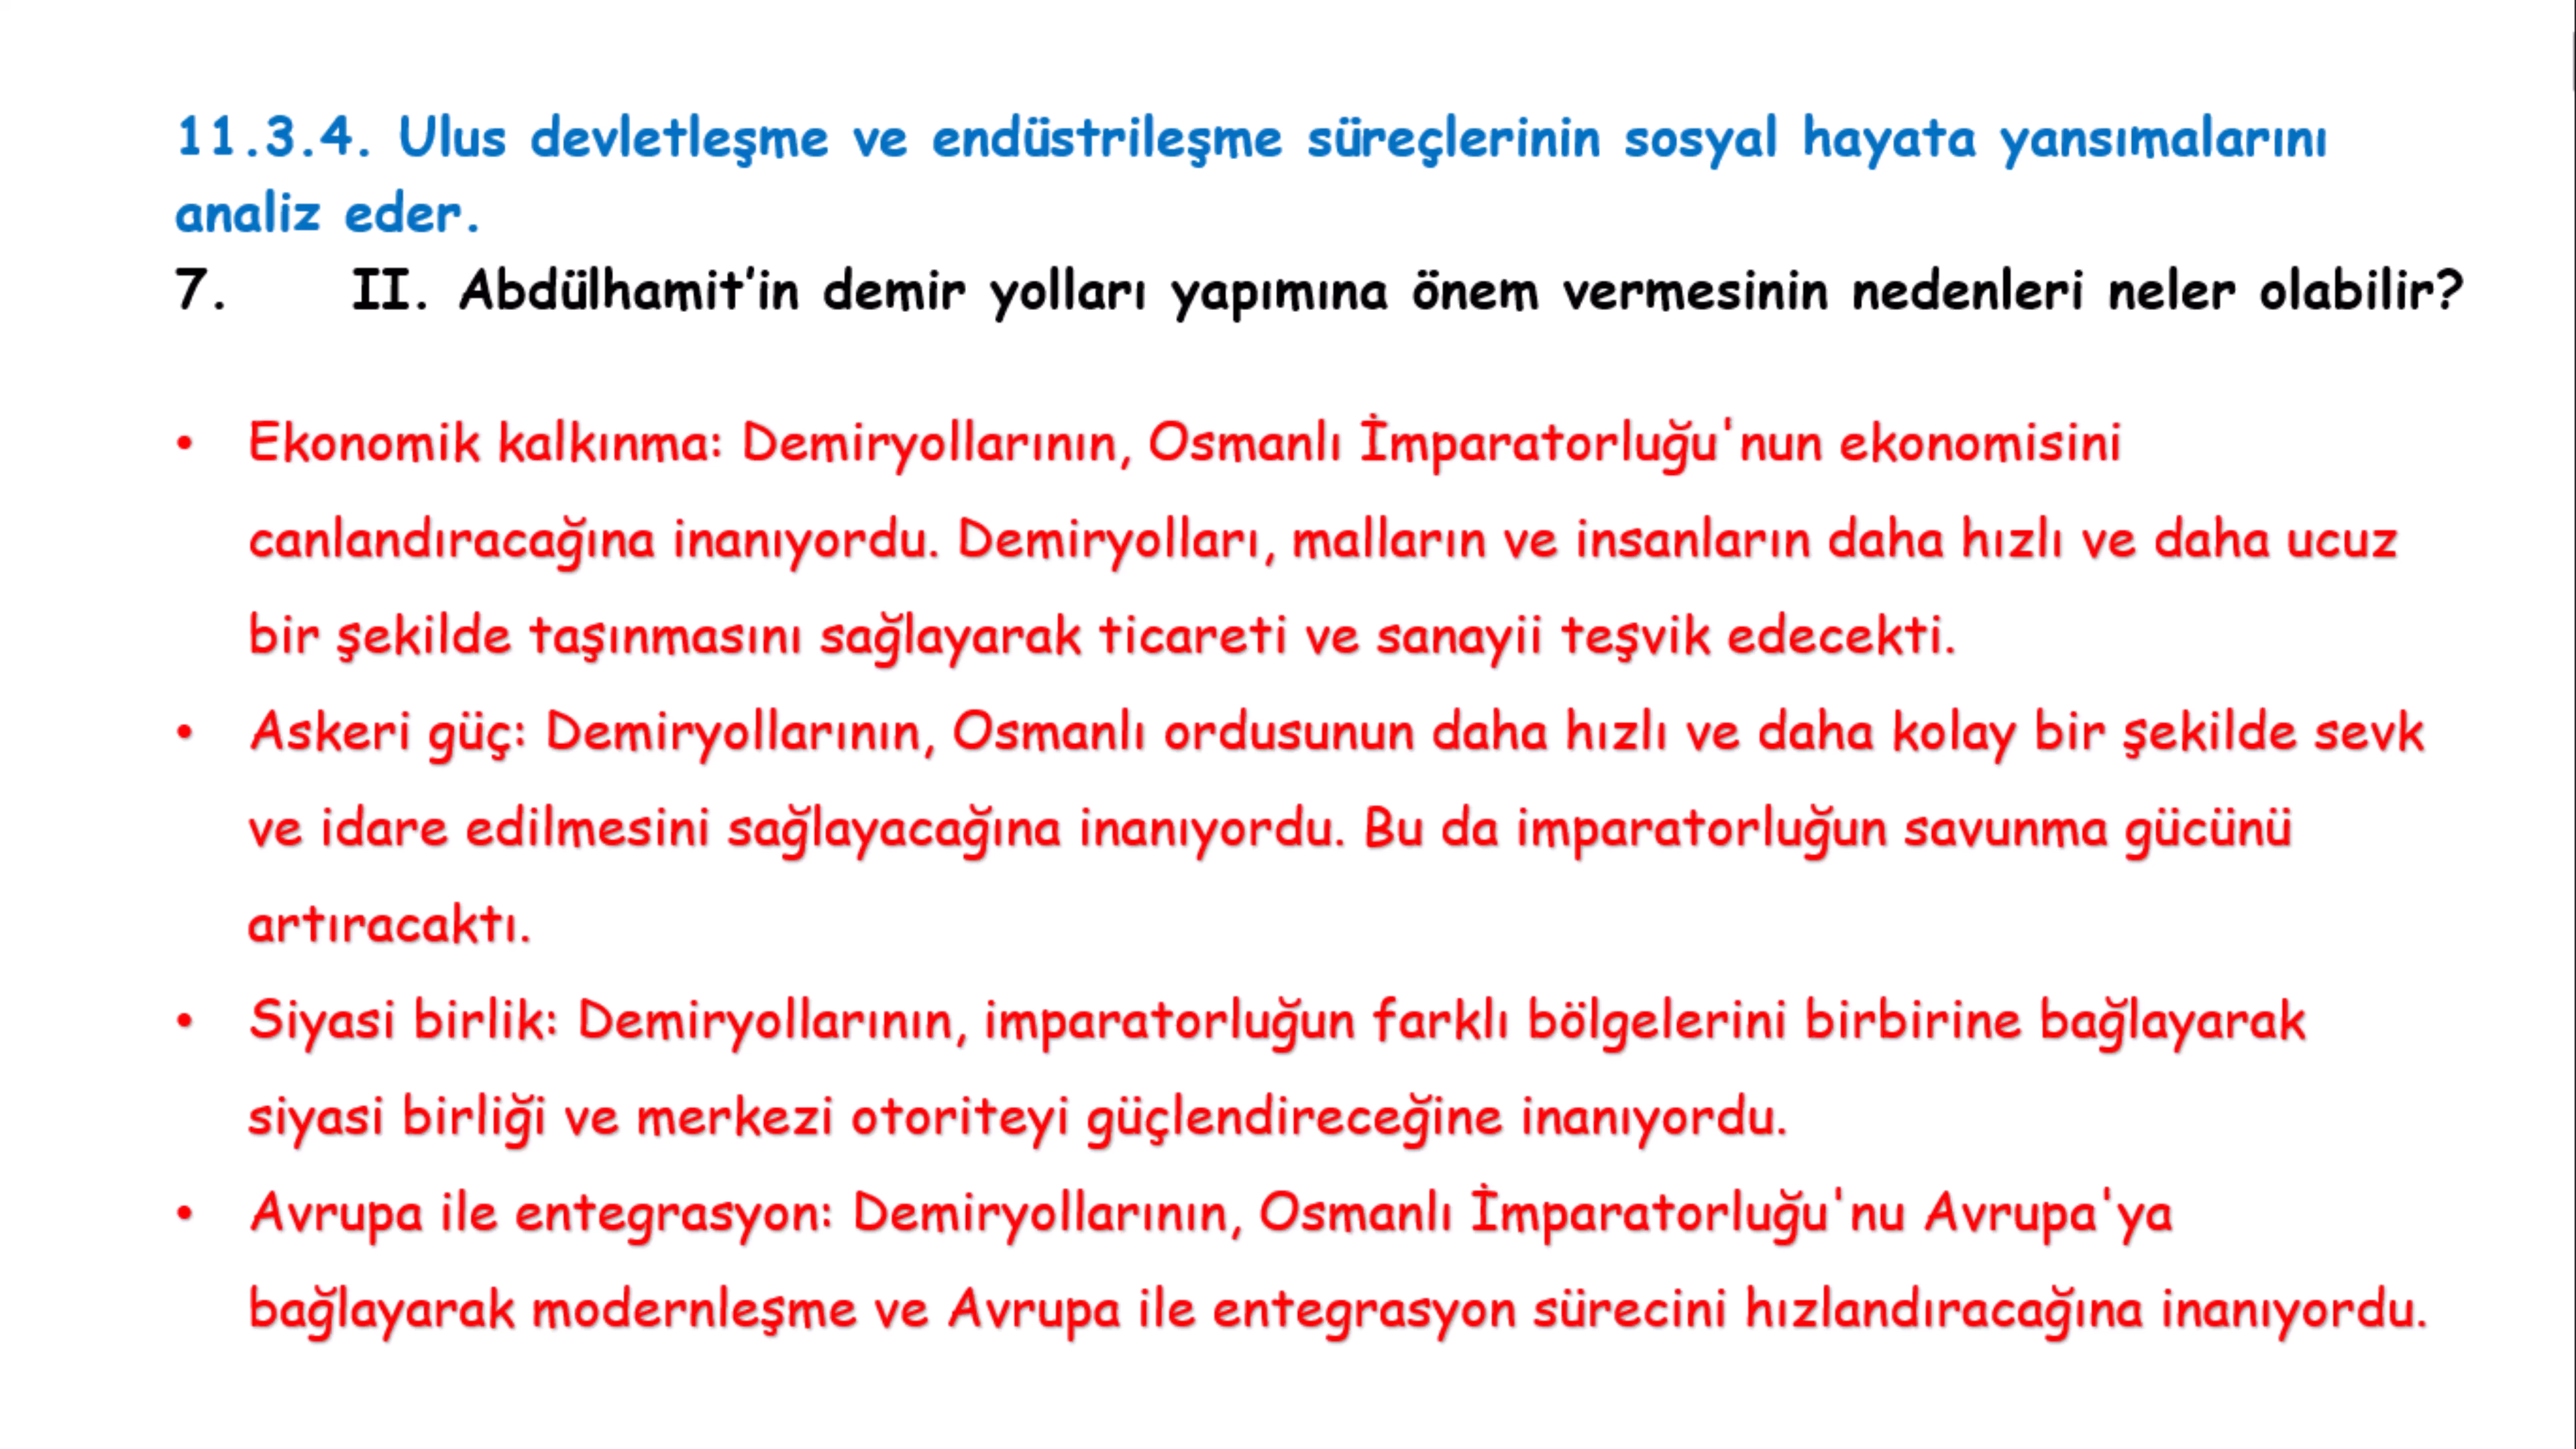 11.3.4. Ulus devletleşme ve endüstrileşme süreçlerinin sosyal hayata yansımalarını
analiz eder.
7. II. Abdülhamit’in demir yolları yapımına önem vermesinin nedenleri neler olabilir?
• Ekonomik kalkınma: Demiryollarının, Osmanlı İmparatorluğu'nun ekonomisini
canlandıracağına inanıyordu. Demiryolları, malların ve insanların daha hızlı ve daha ucuz
bir şekilde taşınmasını sağlayarak ticareti ve sanayii teşvik edecekti.
• Askeri güç: Demiryollarının, Osmanlı ordusunun daha hızlı ve daha kolay bir şekilde sevk
ve idare edilmesini sağlayacağına inanıyordu. Bu da imparatorluğun savunma gücünü
artıracaktı.
• Siyasi birlik: Demiryollarının, imparatorluğun farklı bölgelerini birbirine bağlayarak
siyasi birliği ve merkezi otoriteyi güçlendireceğine inanıyordu.
• Avrupa ile entegrasyon: Demiryollarının, Osmanlı İmparatorluğu'nu Avrupa'ya
bağlayarak modernleşme ve Avrupa ile entegrasyon sürecini hızlandıracağına inanıyordu.